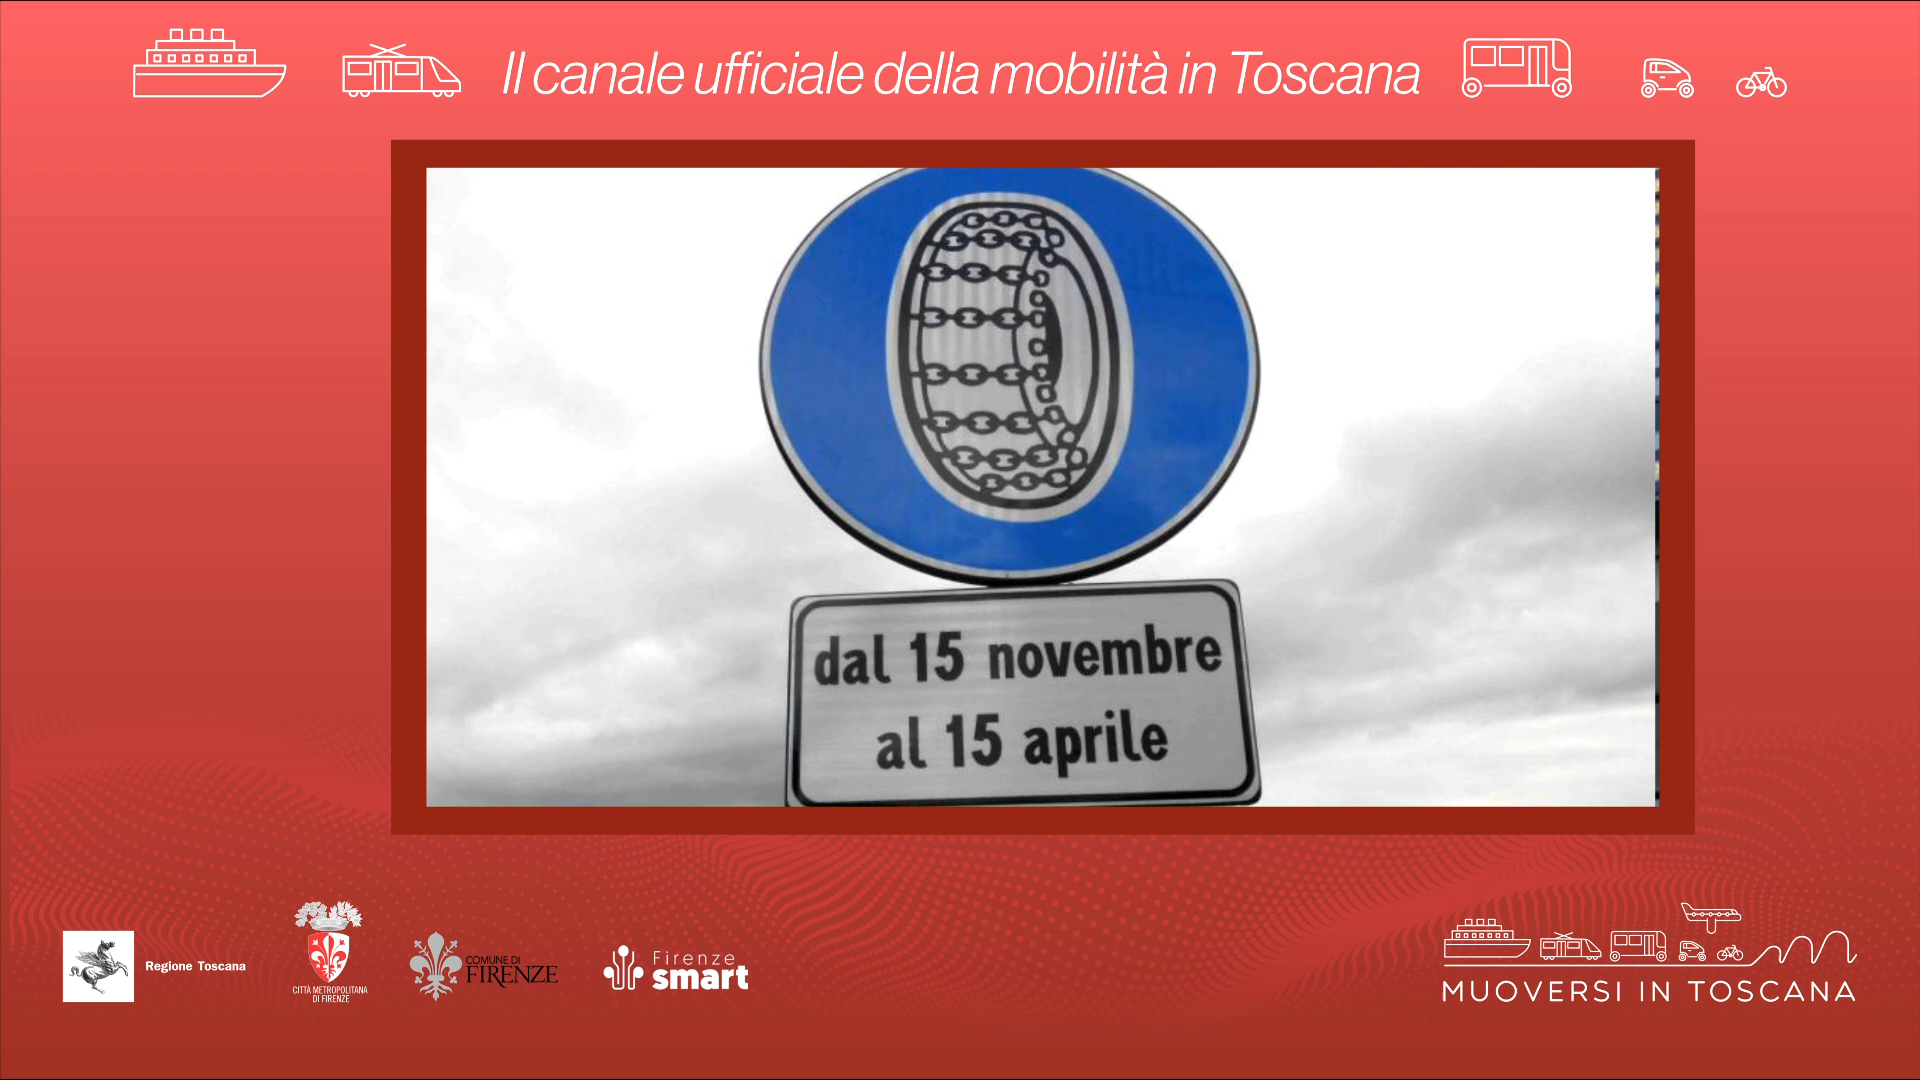 Il canale ufficiale della mobilità in Toscana
dal 15 novembre
al 15 aprile
Regione Toscana
CITTÀ METROPOLITANA
DI FIRENZE
COMUNE DI
FIRENZE
Firenze
smart
MUOVERSI IN TOSCANA